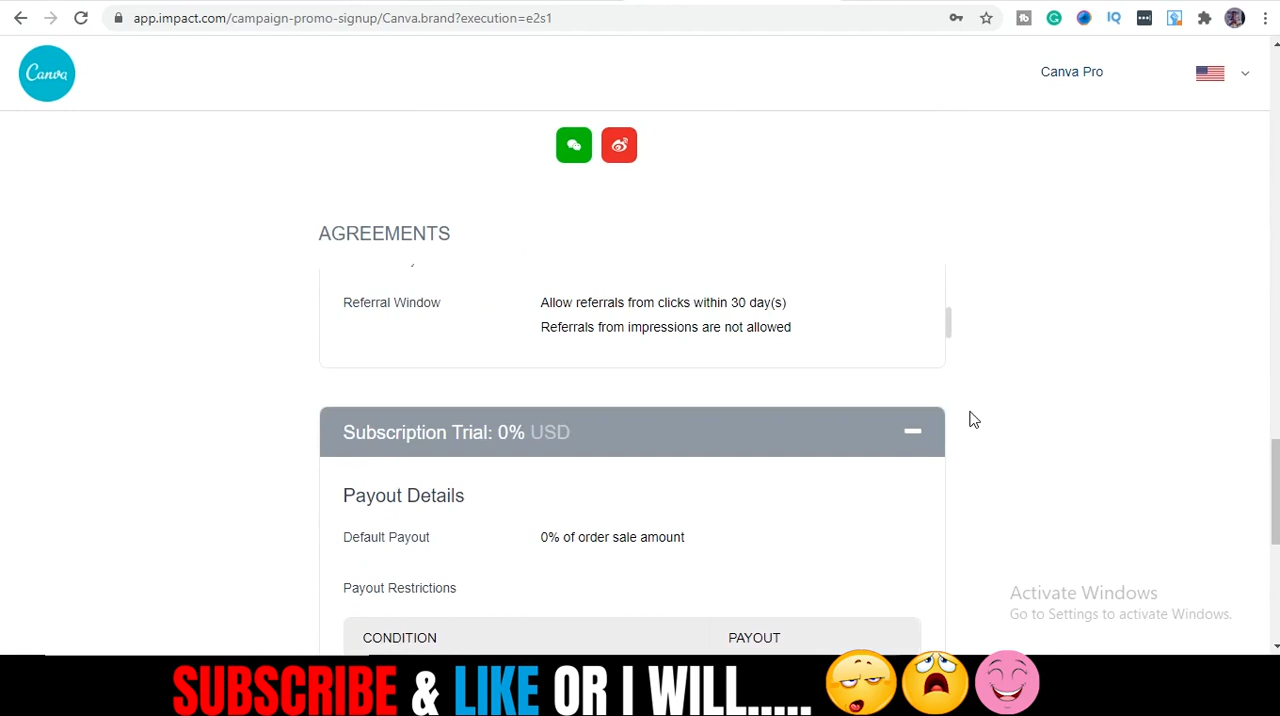 app.impact.com/campaign-promo-signup/Canva.brand?execution=e2s1
IQ
Canva
Canva Pro
AGREEMENTS
Referral Window
Allow referrals from clicks within 30 day(s)
Referrals from impressions are not allowed
Subscription Trial: 0% USD
Payout Details
Default Payout
0% of order sale amount
Payout Restrictions
CONDITION
PAYOUT
Activate Windows
Go to Settings to activate Windows.
SUBSCRIBE & LIKE OR I WILL.....